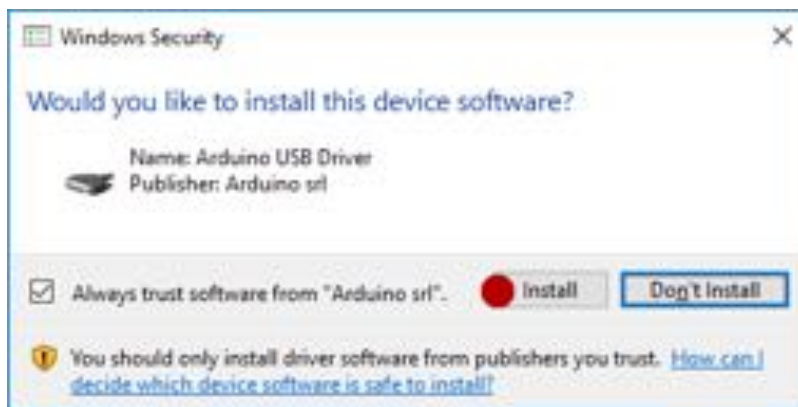 Windows Security
Would you like to install this device software?
Name: Arduino USB Driver
Publisher: Arduino srl
Always trust software from "Arduino srl".
Install
Don't Install
You should only install driver software from publishers you trust. How can I
decide which device software is safe to install?